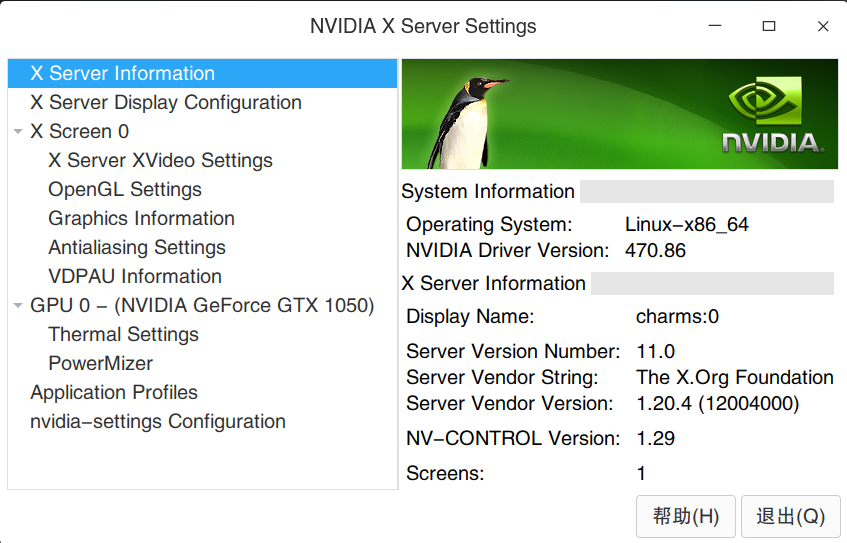 NVIDIA X Server Settings
X Server Information
X Server Display Configuration
X Screen 0
X Server XVideo Settings
OpenGL Settings
Graphics Information
Antialiasing Settings
VDPAU Information
GPU 0 - (NVIDIA GeForce GTX 1050)
Thermal Settings
PowerMizer
Application Profiles
nvidia-settings Configuration
NVIDIA.
System Information
Operating System: Linux-x86_64
NVIDIA Driver Version: 470.86
X Server Information
Display Name: charms:0
Server Version Number: 11.0
Server Vendor String: The X.Org Foundation
Server Vendor Version: 1.20.4 (12004000)
NV-CONTROL Version: 1.29
Screens: 1
帮助(H) 退出(Q)